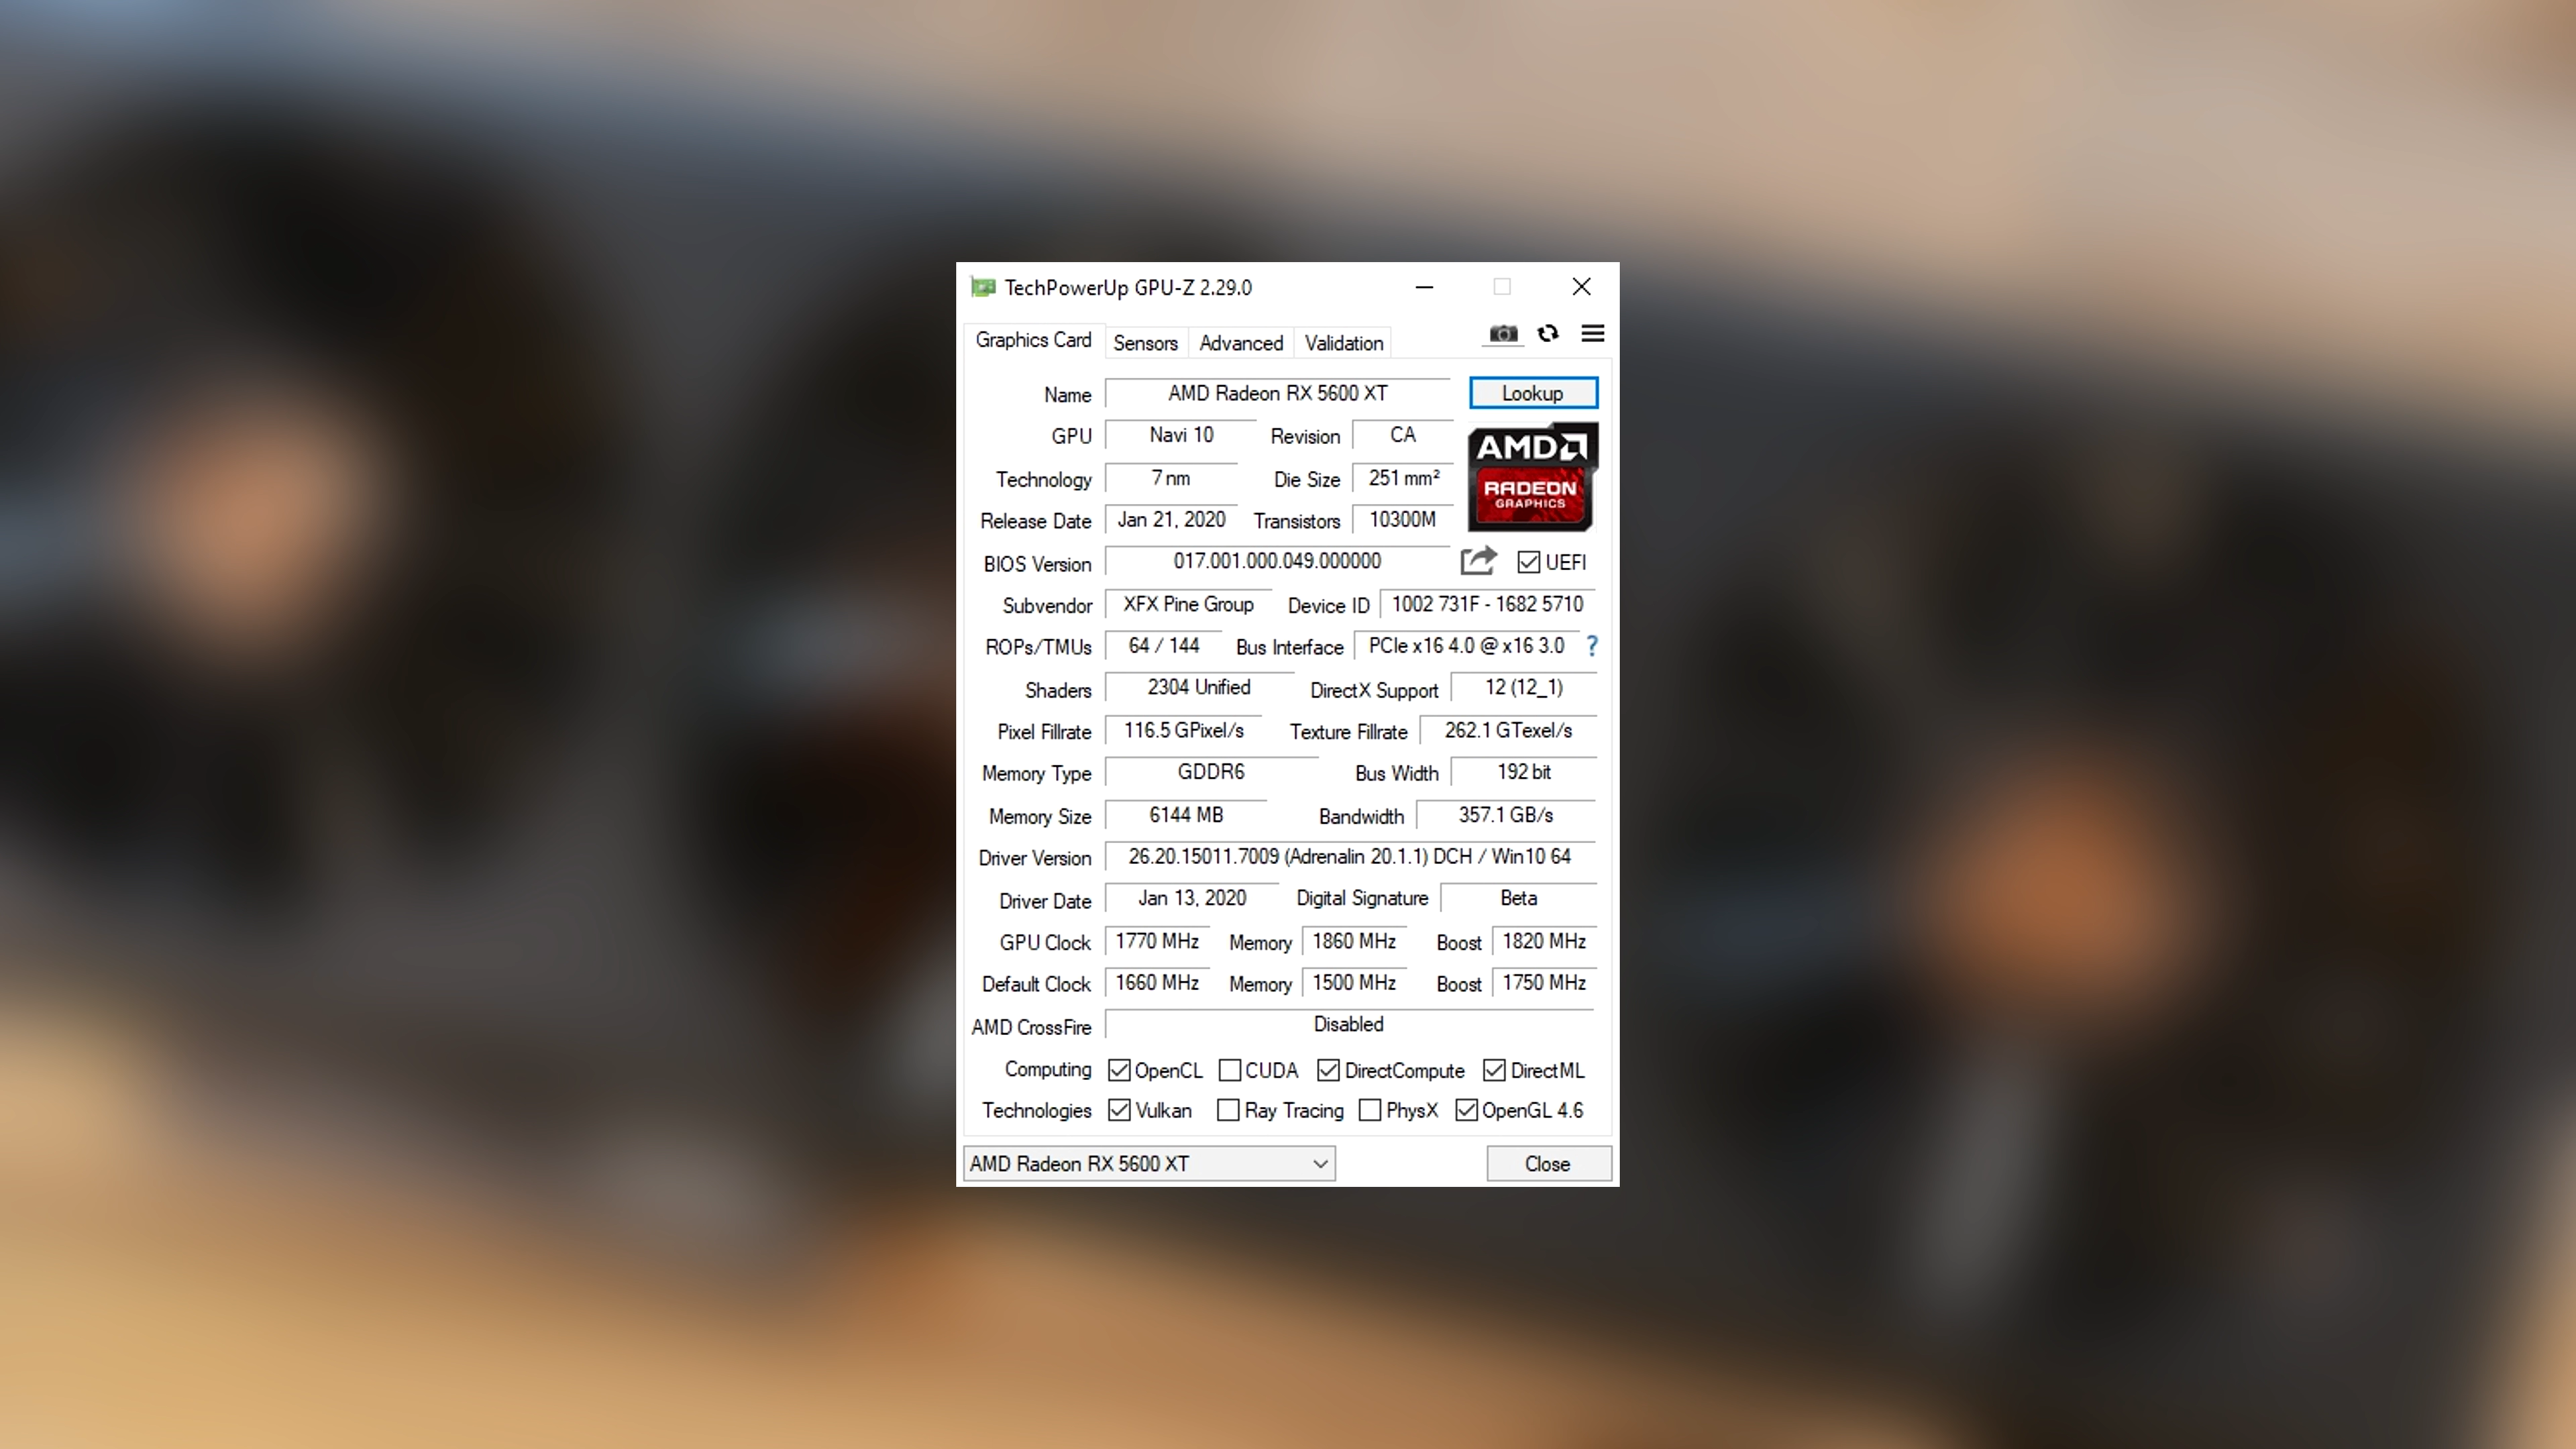 TechPowerUp GPU-Z 2.29.0
Graphics Card Sensors Advanced Validation
Name AMD Radeon RX 5600 XT Lookup
GPU Navi 10 Revision CA
AMD
RADEON
GRAPHICS
Technology 7 nm Die Size 251 mm²
Release Date Jan 21, 2020 Transistors 10300M
BIOS Version 017.001.000.049.000000 UEFI
Subvendor XFX Pine Group Device ID 1002 731F - 1682 5710
ROPs/TMUs 64 / 144 Bus Interface PCIe x16 4.0 @ x16 3.0 ?
Shaders 2304 Unified DirectX Support 12 (12_1)
Pixel Fillrate 116.5 GPixel/s Texture Fillrate 262.1 GTexel/s
Memory Type GDDR6 Bus Width 192 bit
Memory Size 6144 MB Bandwidth 357.1 GB/s
Driver Version 26.20.15011.7009 (Adrenalin 20.1.1) DCH / Win10 64
Driver Date Jan 13, 2020 Digital Signature Beta
GPU Clock 1770 MHz Memory 1860 MHz Boost 1820 MHz
Default Clock 1660 MHz Memory 1500 MHz Boost 1750 MHz
AMD CrossFire Disabled
Computing OpenCL CUDA DirectCompute DirectML
Technologies Vulkan Ray Tracing PhysX OpenGL 4.6
AMD Radeon RX 5600 XT Close